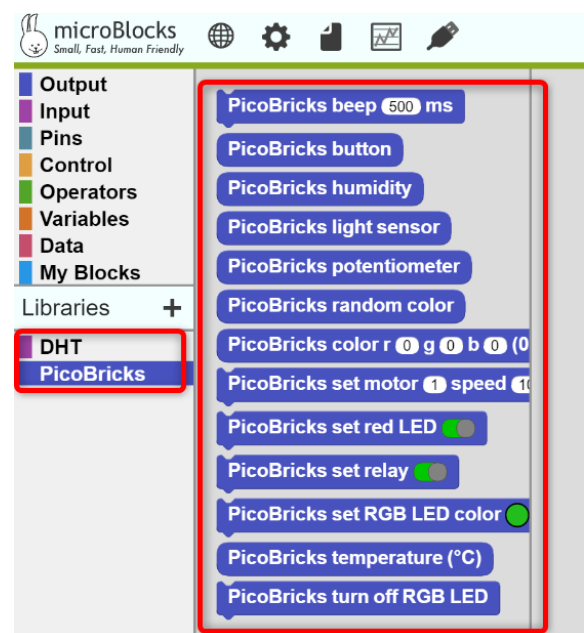 microBlocks
Small, Fast, Human Friendly
Output
Input
Pins
Control
Operators
Variables
Data
My Blocks
Libraries +
DHT
PicoBricks
PicoBricks beep 500 ms
PicoBricks button
PicoBricks humidity
PicoBricks light sensor
PicoBricks potentiometer
PicoBricks random color
PicoBricks color r 0 g 0 b 0 (0
PicoBricks set motor 1 speed
PicoBricks set red LED
PicoBricks set relay
PicoBricks set RGB LED color
PicoBricks temperature (°C)
PicoBricks turn off RGB LED